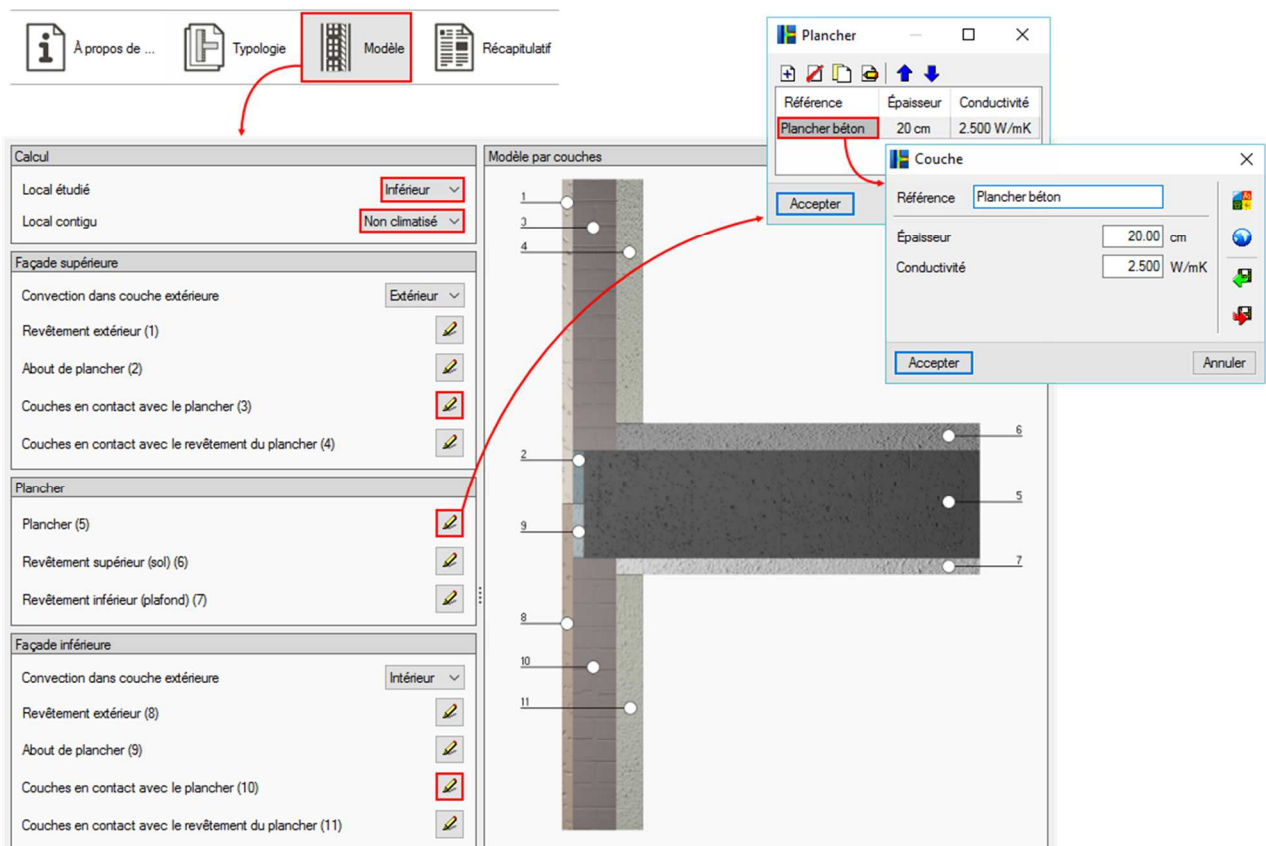 À propos de ...
Typologie
Modèle
Récapitulatif
Plancher
Référence Épaisseur Conductivité
Plancher béton 20 cm 2.500 W/mK
Accepter
Couche
Référence Plancher béton
Épaisseur 20.00 cm
Conductivité 2.500 W/mK
Accepter Annuler
Calcul
Local étudié Inférieur
Local contigu Non climatisé
Façade supérieure
Convection dans couche extérieure Extérieur
Revêtement extérieur (1)
About de plancher (2)
Couches en contact avec le plancher (3)
Couches en contact avec le revêtement du plancher (4)
Plancher
Plancher (5)
Revêtement supérieur (sol) (6)
Revêtement inférieur (plafond) (7)
Façade inférieure
Convection dans couche extérieure Intérieur
Revêtement extérieur (8)
About de plancher (9)
Couches en contact avec le plancher (10)
Couches en contact avec le revêtement du plancher (11)
Modèle par couches
1
3
4
6
2
5
9
7
8
10
11